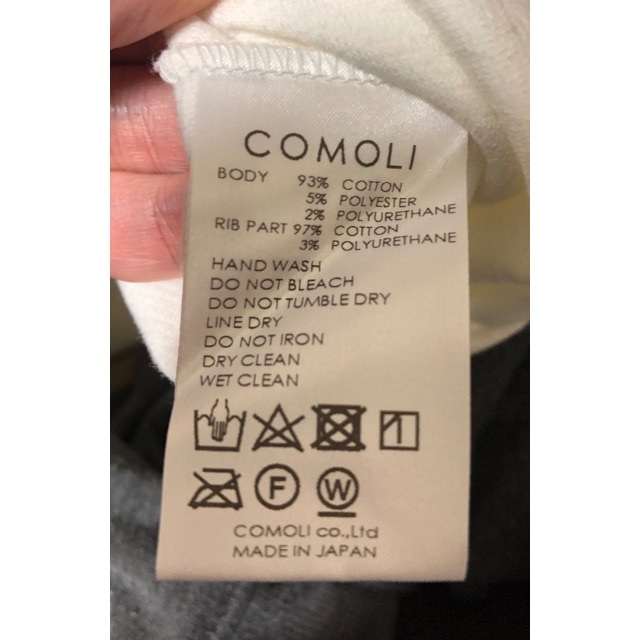 COMOLI
BODY 93% COTTON
5% POLYESTER
2% POLYURETHANE
RIB PART 97% COTTON
3% POLYURETHANE
HAND WASH
DO NOT BLEACH
DO NOT TUMBLE DRY
LINE DRY
DO NOT IRON
DRY CLEAN
WET CLEAN
F W
COMOLI co.,Ltd
MADE IN JAPAN